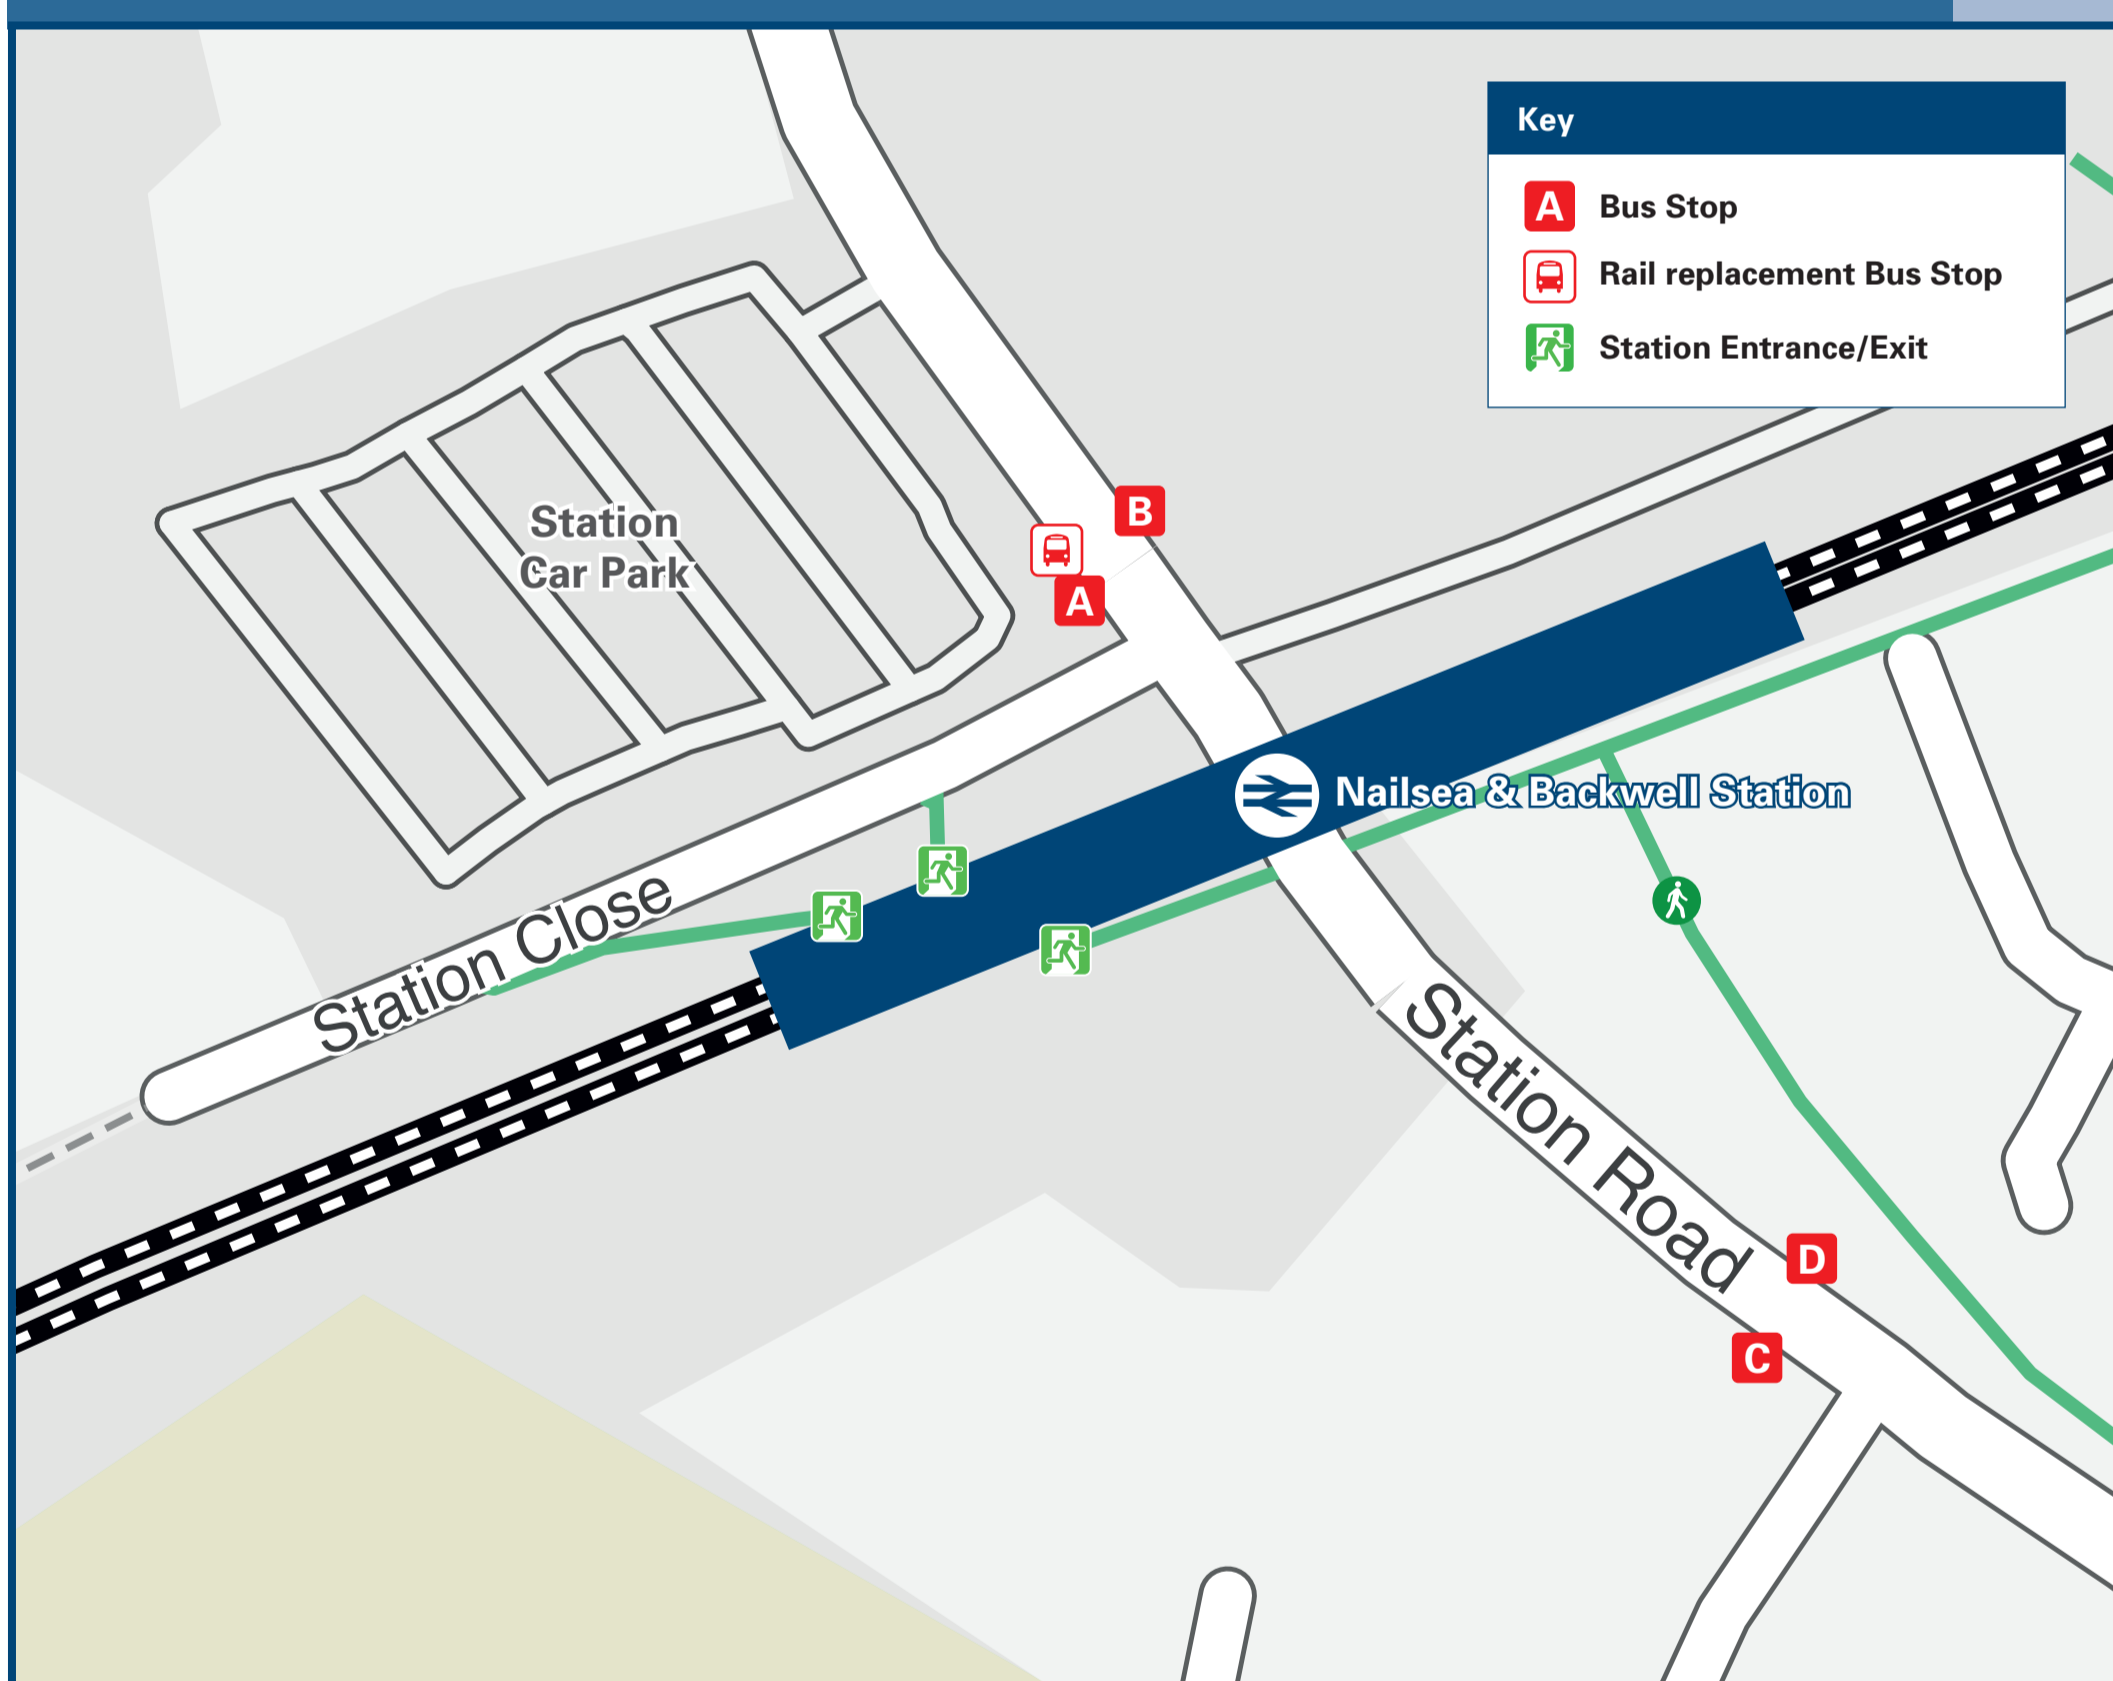 Key
A Bus Stop
Rail replacement Bus Stop
Station Entrance/Exit
Station
Car Park
B
A
Nailsea & Backwell Station
Station Close
Station Road
D
C